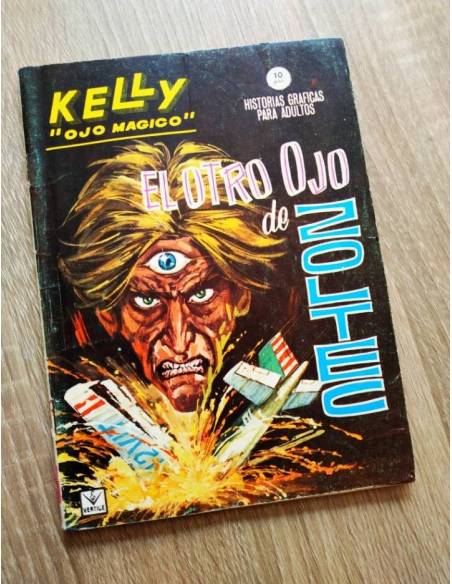 KELLY
"OJO MAGICO"
10
HISTORIAS GRAFICAS
PARA ADULTOS
EL OTRO OJO
de
ZOLTEC
VERTICE